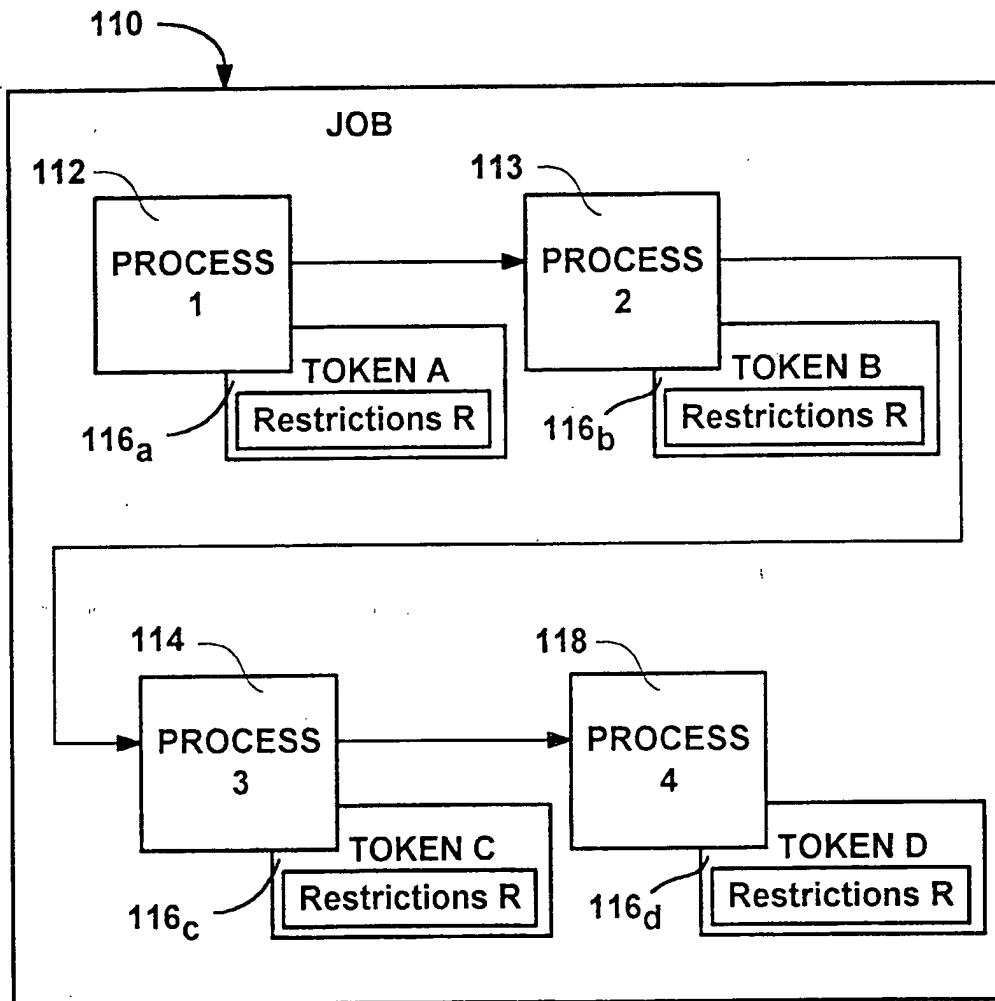 110
JOB
112
113
PROCESS
1
PROCESS
2
TOKEN A
Restrictions R
TOKEN B
Restrictions R
116a
116b
114
118
PROCESS
3
PROCESS
4
TOKEN C
Restrictions R
TOKEN D
Restrictions R
116c
116d